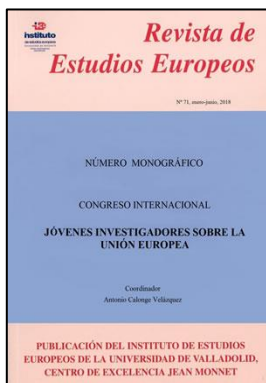 instituto
Revista de
Estudios Europeos
Nº 71, enero-junio, 2018
NÚMERO MONOGRÁFICO
CONGRESO INTERNACIONAL
JÓVENES INVESTIGADORES SOBRE LA
UNIÓN EUROPEA
Coordinador
Antonio Calonge Velázquez
PUBLICACIÓN DEL INSTITUTO DE ESTUDIOS
EUROPEOS DE LA UNIVERSIDAD DE VALLADOLID,
CENTRO DE EXCELENCIA JEAN MONNET